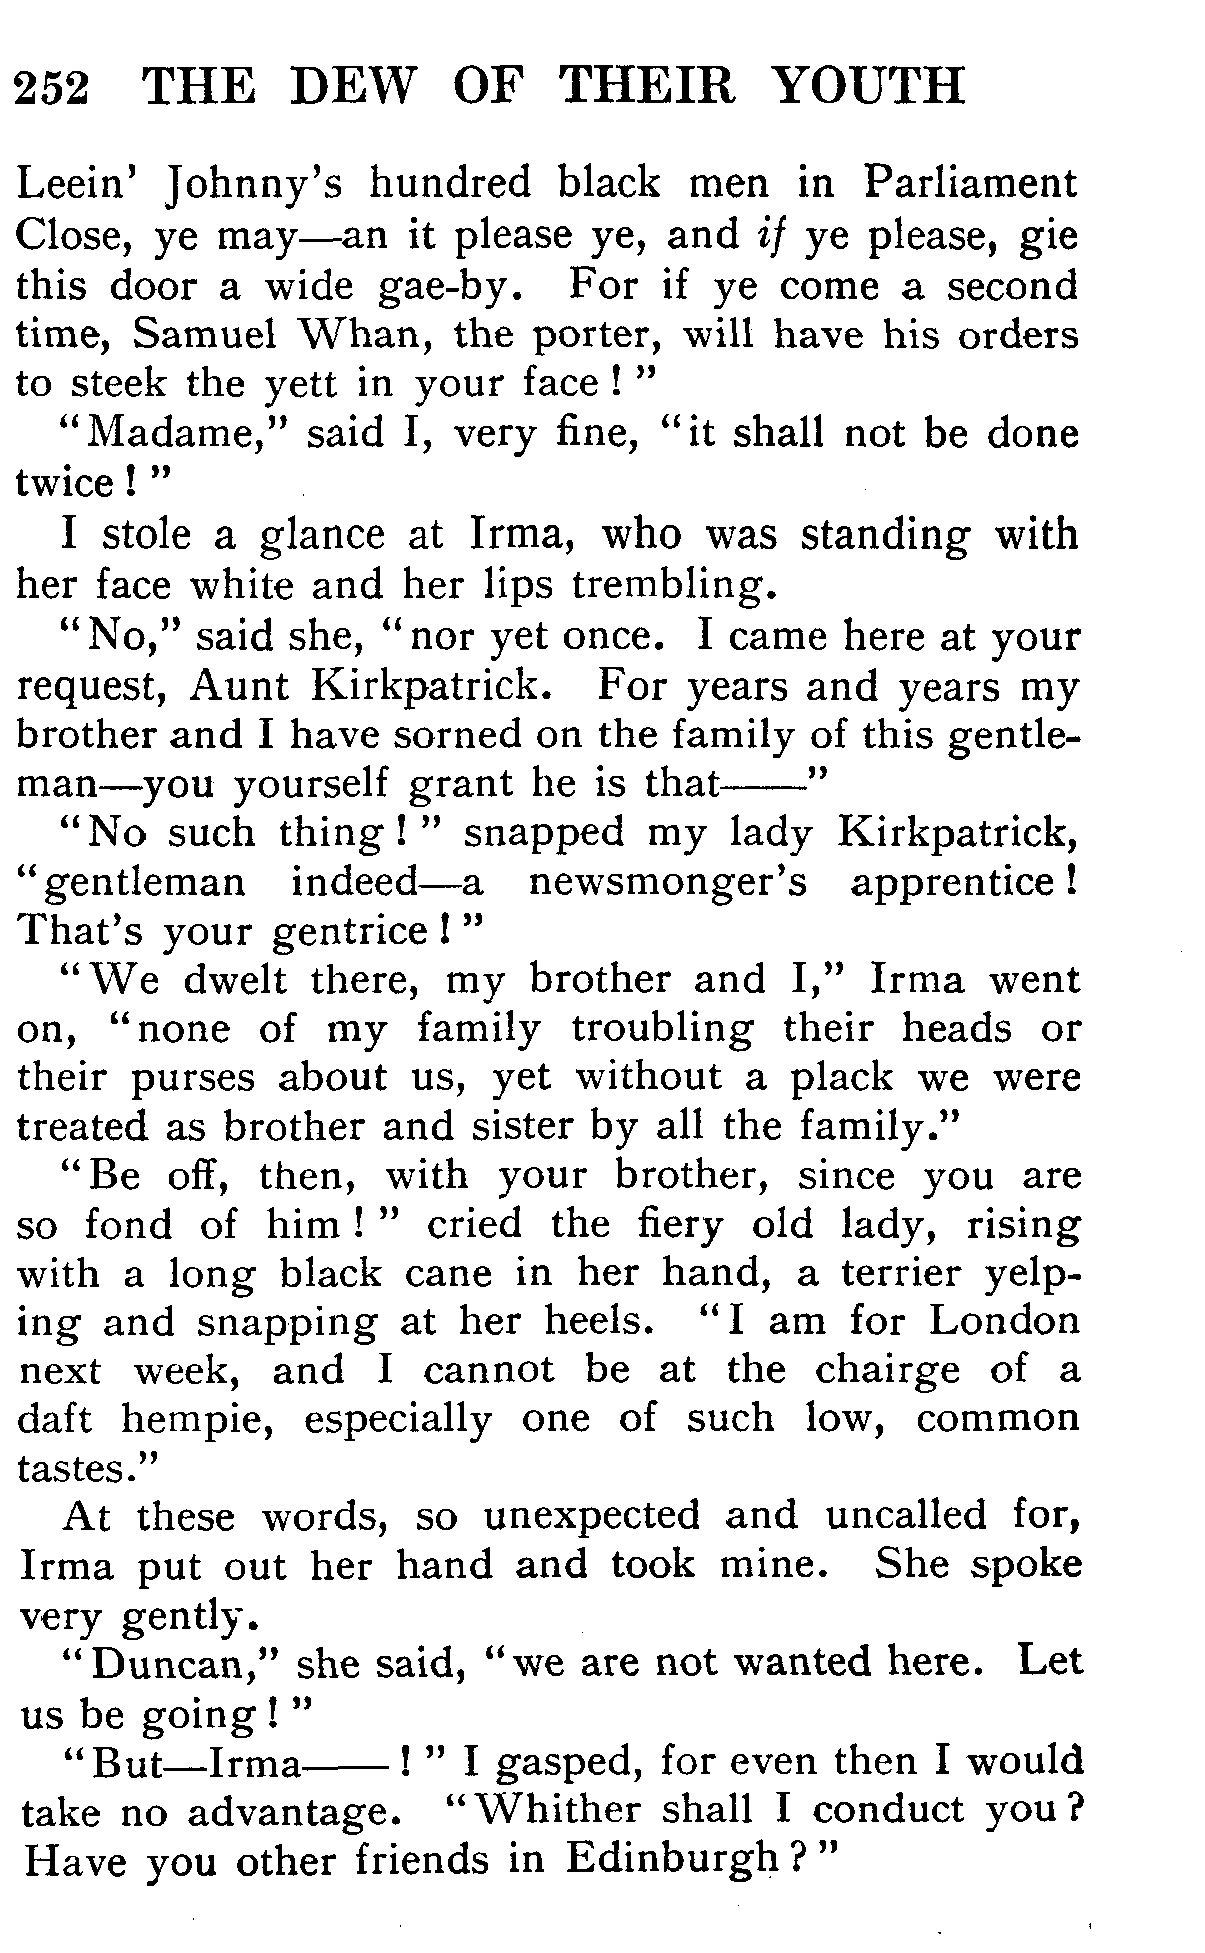 252 THE DEW OF THEIR YOUTH
Leein' Johnny's hundred black men in Parliament
Close, ye may—an it please ye, and if ye please, gie
this door a wide gae-by. For if ye come a second
time, Samuel Whan, the porter, will have his orders
to steek the yett in your face ! "
"Madame," said I, very fine, "it shall not be done
twice ! "
I stole a glance at Irma, who was standing with
her face white and her lips trembling.
"No," said she, "nor yet once. I came here at your
request, Aunt Kirkpatrick. For years and years my
brother and I have sorned on the family of this gentle-
man—you yourself grant he is that——"
"No such thing ! " snapped my lady Kirkpatrick,
"gentleman indeed—a newsmonger's apprentice !
That's your gentrice ! "
"We dwelt there, my brother and I," Irma went
on, "none of my family troubling their heads or
their purses about us, yet without a plack we were
treated as brother and sister by all the family."
"Be off, then, with your brother, since you are
so fond of him ! " cried the fiery old lady, rising
with a long black cane in her hand, a terrier yelp-
ing and snapping at her heels. "I am for London
next week, and I cannot be at the chairge of a
daft hempie, especially one of such low, common
tastes."
At these words, so unexpected and uncalled for,
Irma put out her hand and took mine. She spoke
very gently.
"Duncan," she said, "we are not wanted here. Let
us be going ! "
"But—Irma—— ! " I gasped, for even then I would
take no advantage. "Whither shall I conduct you ?
Have you other friends in Edinburgh ? "